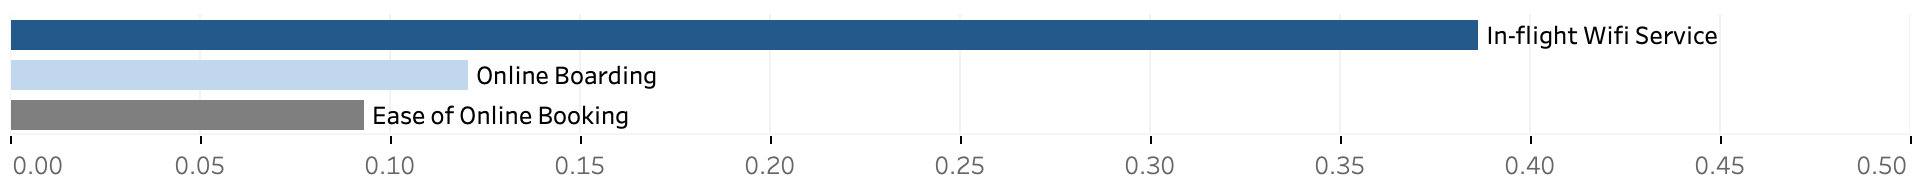 In-flight Wifi Service
Online Boarding
Ease of Online Booking
0.00 0.05 0.10 0.15 0.20 0.25 0.30 0.35 0.40 0.45 0.50